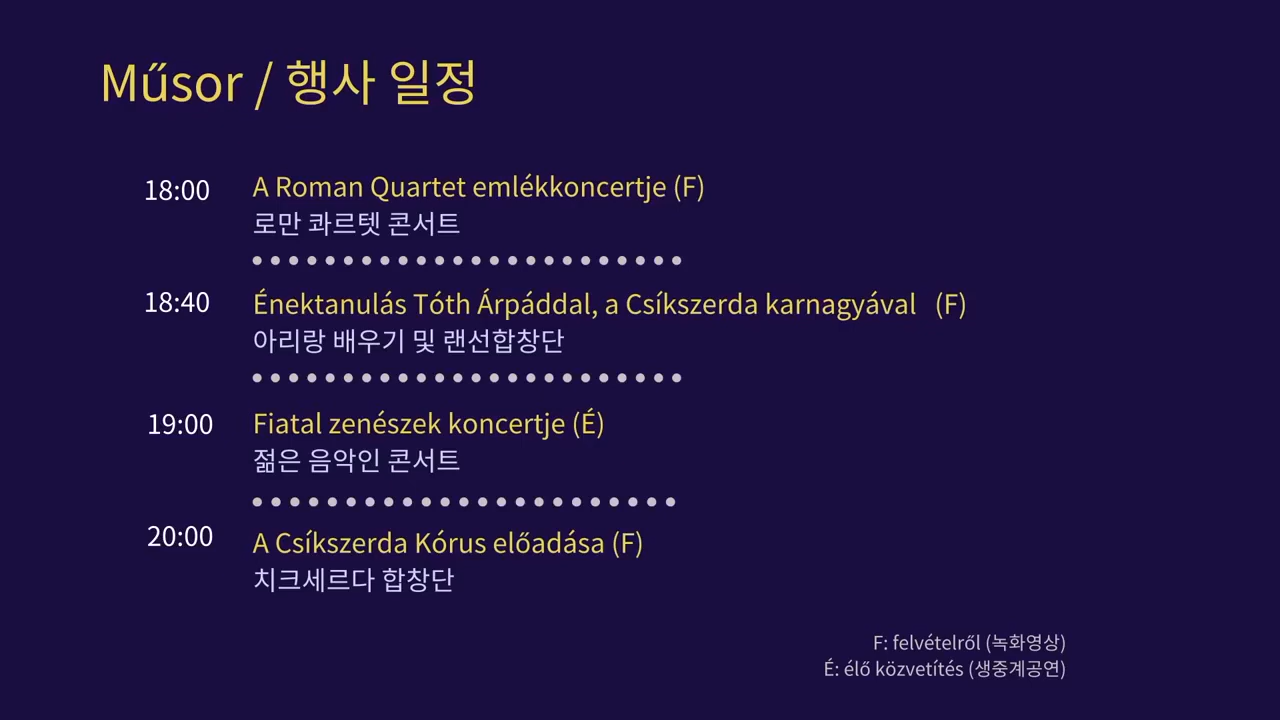 Műsor / 행사 일정
18:00
A Roman Quartet emlékkoncertje (F)
로만 콰르텟 콘서트
18:40
Énektanulás Tóth Árpáddal, a Csíkszerda karnagyával (F)
아리랑 배우기 및 랜선합창단
19:00
Fiatal zenészek koncertje (É)
젊은 음악인 콘서트
20:00
A Csíkszerda Kórus előadása (F)
치크세르다 합창단
F: felvételről (녹화영상)
É: élő közvetítés (생중계공연)